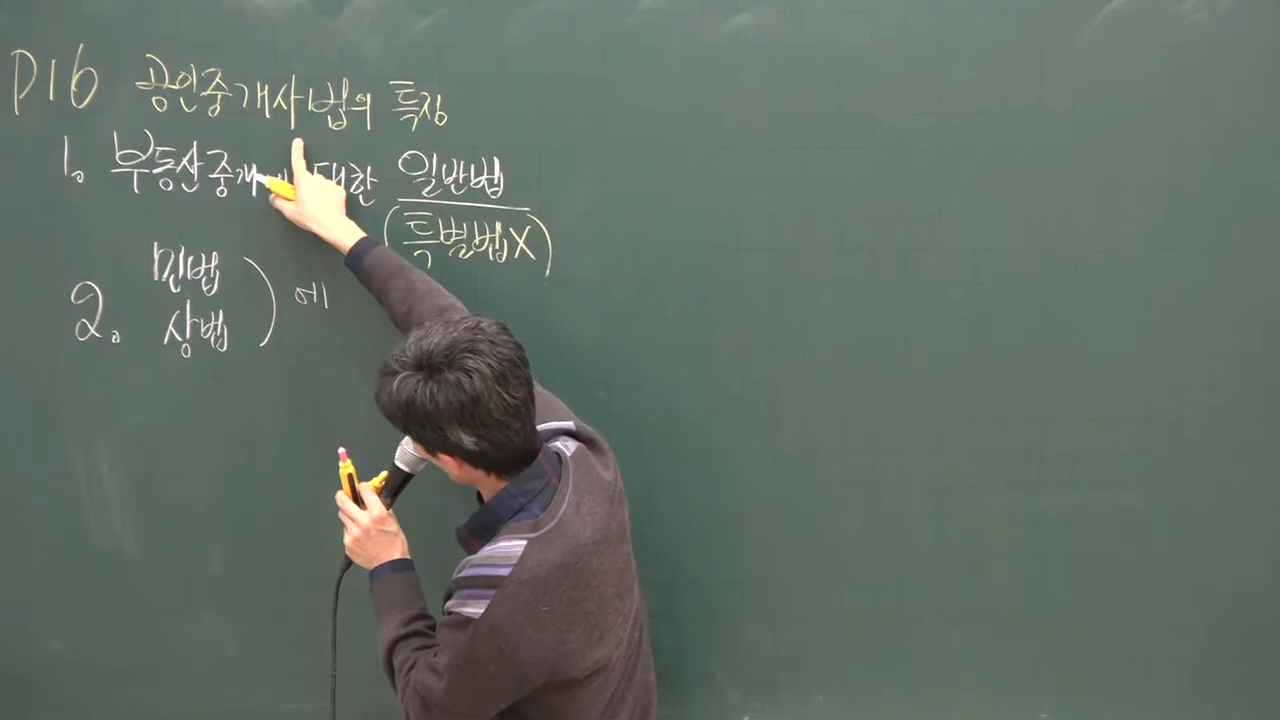 P16 공인중개사법의 특징
1. 부동산중개 대한 일반법
(특별법X)
2. 민법
상법 ) 에